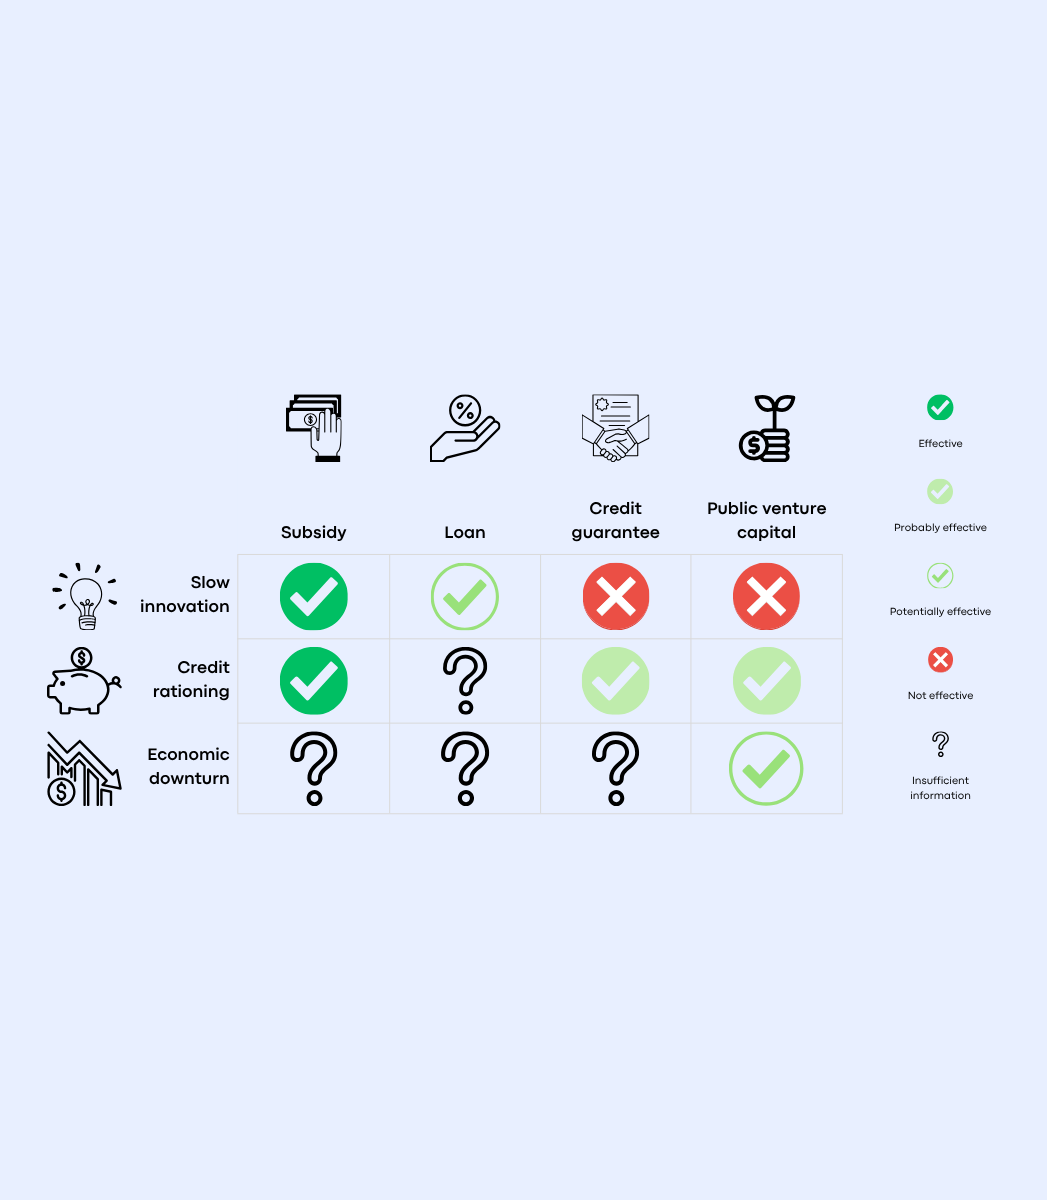 Subsidy
Loan
Credit
guarantee
Public venture
capital
Slow
innovation
Credit
rationing
Economic
downturn
Effective
Probably effective
Potentially effective
Not effective
Insufficient
information